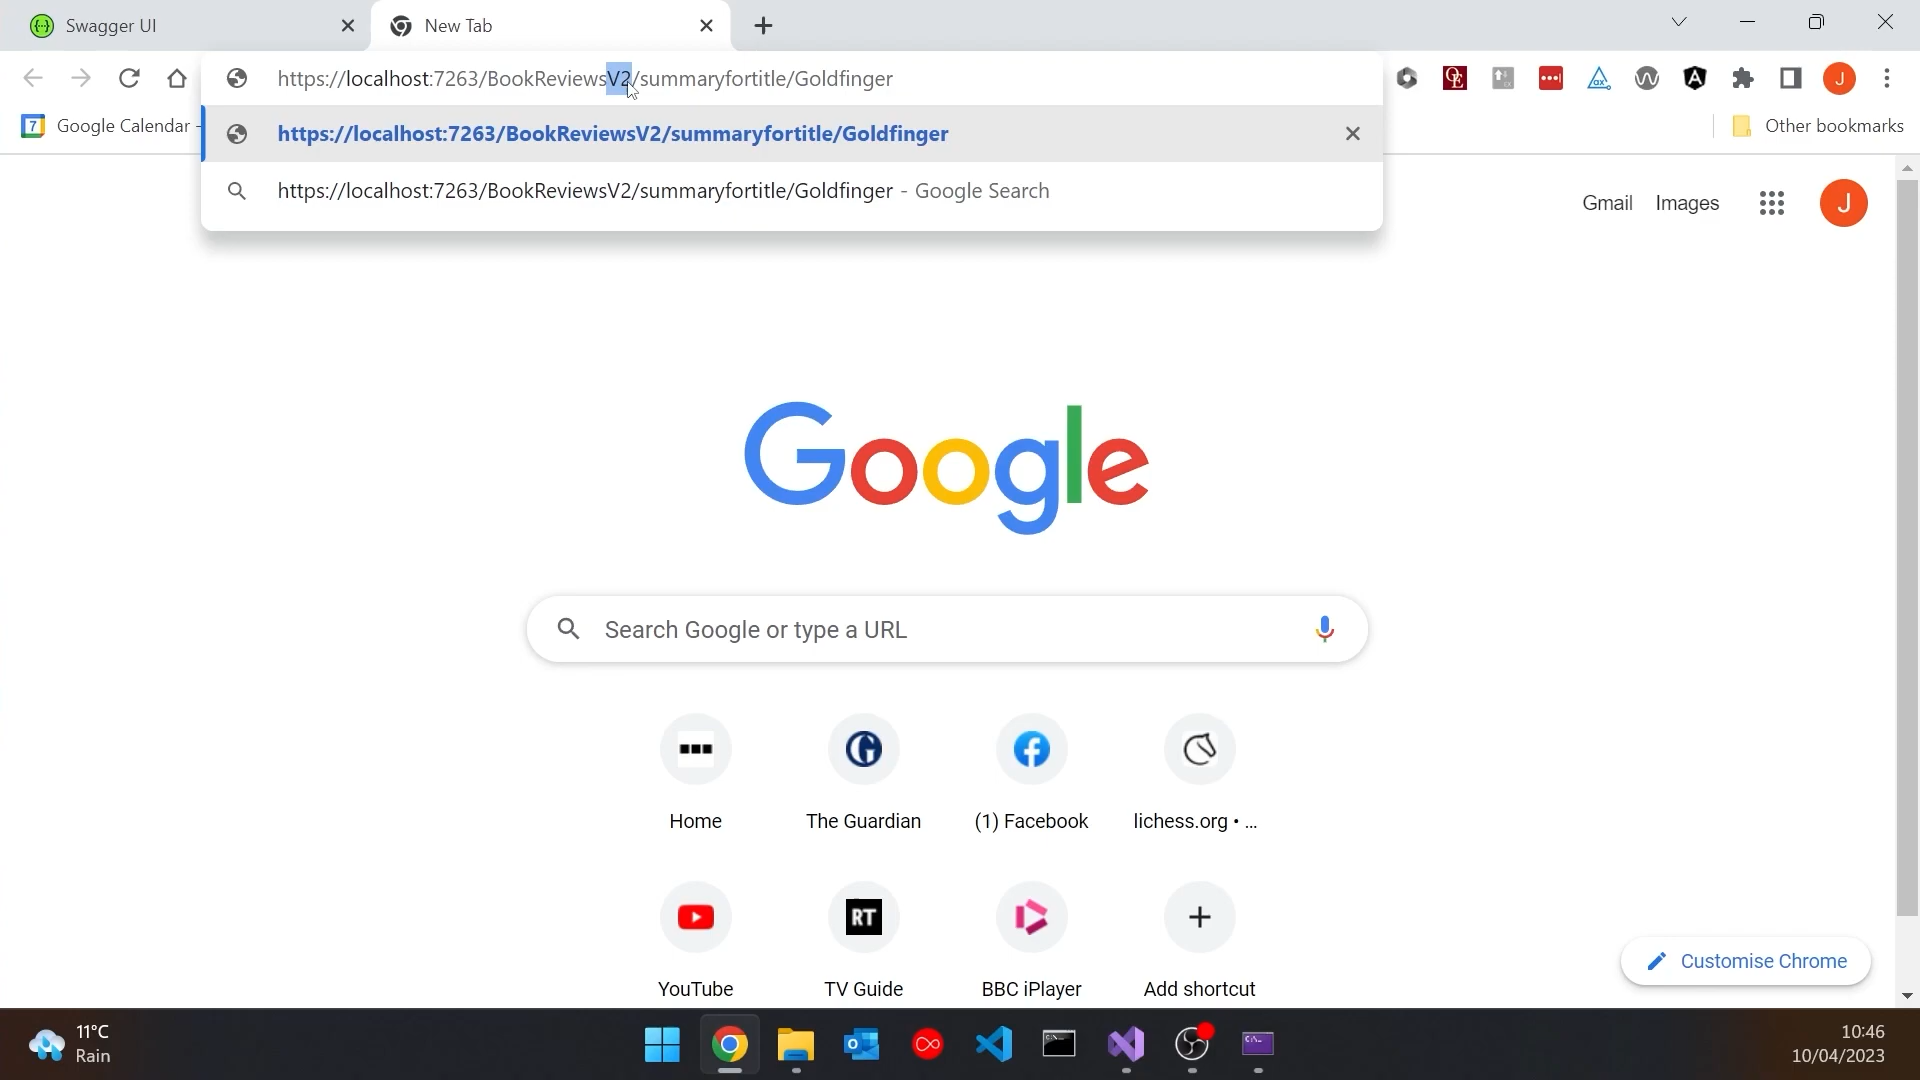 Swagger UI
New Tab
https://localhost:7263/BookReviewsV2/summaryfortitle/Goldfinger
Google Calendar -
https://localhost:7263/BookReviewsV2/summaryfortitle/Goldfinger
https://localhost:7263/BookReviewsV2/summaryfortitle/Goldfinger - Google Search
Other bookmarks
Gmail Images J
Google
Search Google or type a URL
Home The Guardian (1) Facebook lichess.org • ...
RT
YouTube TV Guide BBC iPlayer Add shortcut
Customise Chrome
11°C
Rain
10:46
10/04/2023